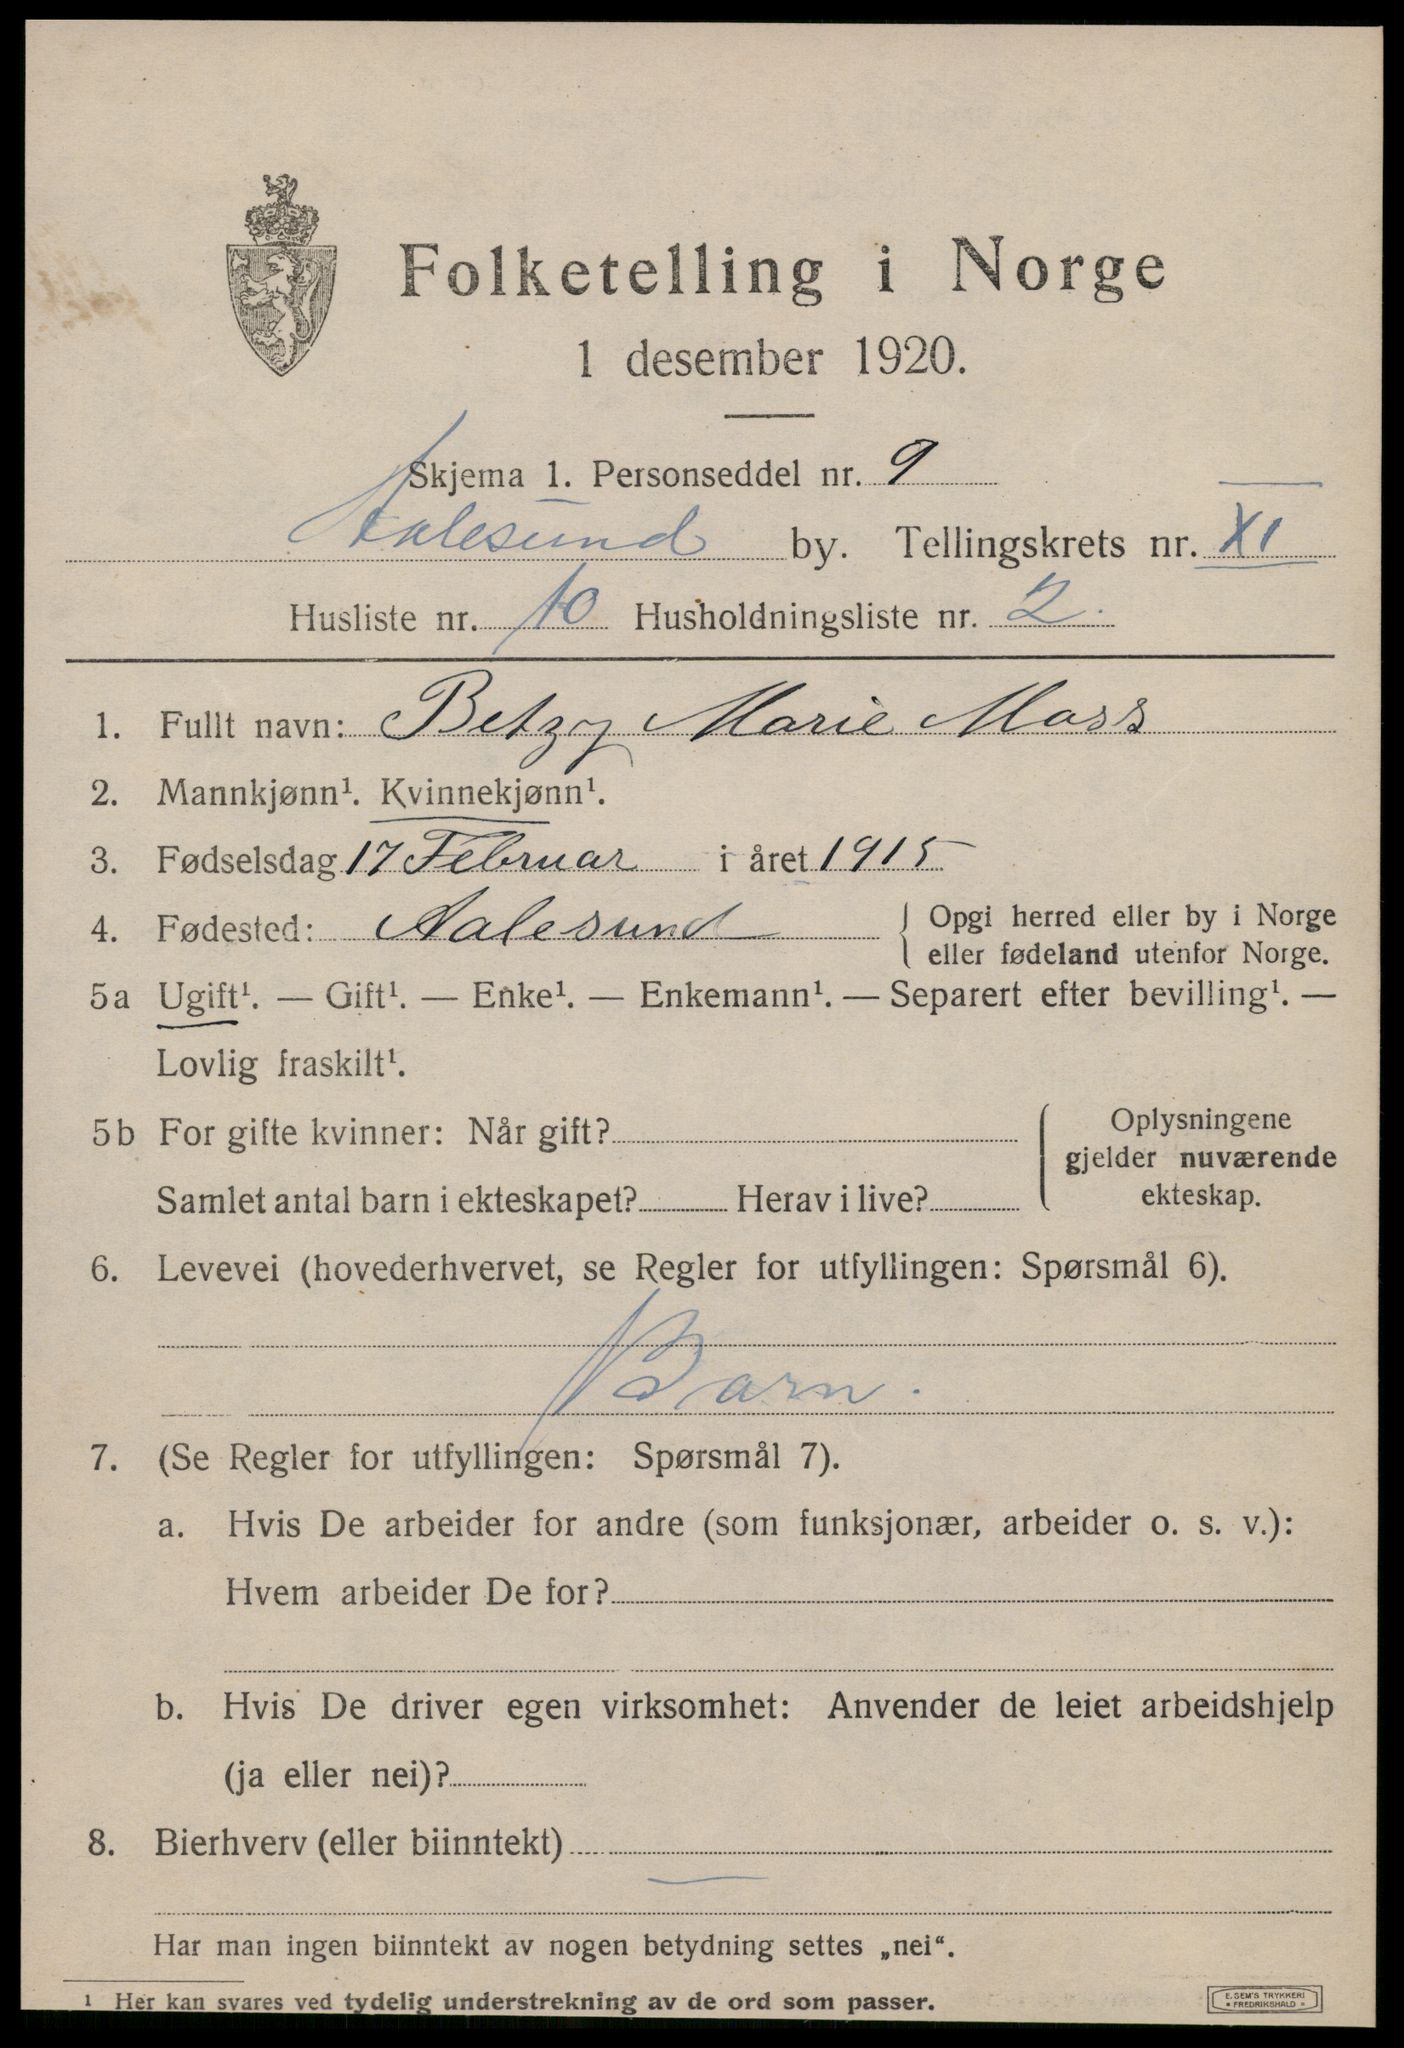 Folketelling i Norge
1 desember 1920.
Skjema 1. Personseddel nr. 9
Aalesund by. Tellingskrets nr. XI
Husliste nr. 10 Husholdningsliste nr. 2.
1. Fullt navn: Betzy Marie Mass
2. Mannkjønn¹. Kvinnekjønn¹.
3. Fødselsdag 17 Februar i året 1915
4. Fødested: Aalesund { Opgi herred eller by i Norge
eller fødeland utenfor Norge.
5a Ugift¹. — Gift¹. — Enke¹. — Enkemann¹. — Separert efter bevilling¹. —
Lovlig fraskilt¹.
5b For gifte kvinner: Når gift?
Samlet antal barn i ekteskapet? Herav i live?
{ Oplysningene
gjelder nuværende
ekteskap.
6. Levevei (hovederhvervet, se Regler for utfyllingen: Spørsmål 6).
Barn.
7. (Se Regler for utfyllingen: Spørsmål 7).
a. Hvis De arbeider for andre (som funksjonær, arbeider o. s. v.):
Hvem arbeider De for?
b. Hvis De driver egen virksomhet: Anvender de leiet arbeidshjelp
(ja eller nei)?
8. Bierhverv (eller biinntekt) —
Har man ingen biinntekt av nogen betydning settes „nei“.
¹ Her kan svares ved tydelig understrekning av de ord som passer.
E. SEM'S TRYKKERI
• FREDRIKSHALD •